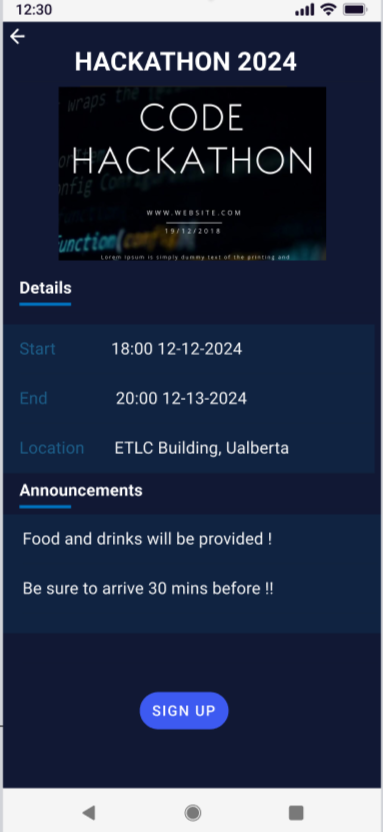 12:30
HACKATHON 2024
wraps the
CODE
HACKATHON
WWW.WEBSITE.COM
19/12/2018
unction(config
Lorem Ipsum is simply dummy text of the printing and
Details
Start 18:00 12-12-2024
End 20:00 12-13-2024
Location ETLC Building, Ualberta
Announcements
Food and drinks will be provided !
Be sure to arrive 30 mins before !!
SIGN UP